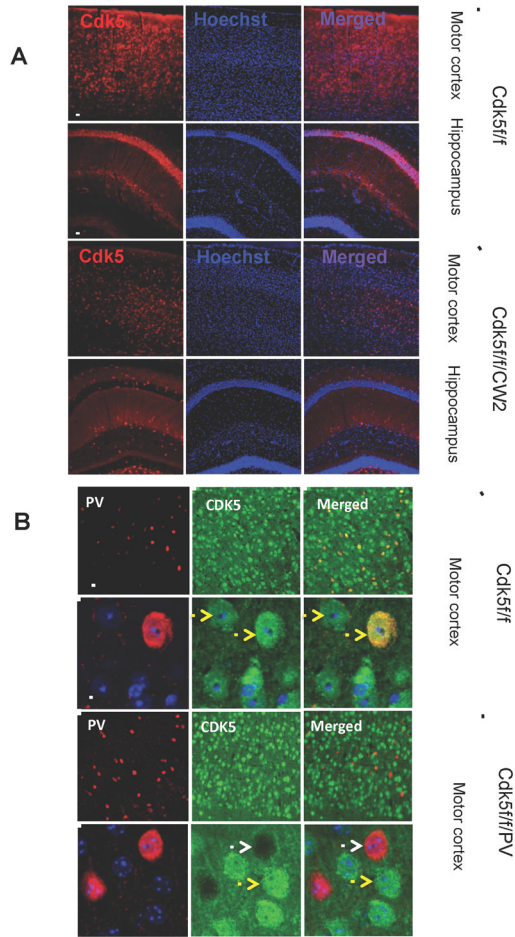 A
Cdk5 Hoechst Merged
Motor cortex
Hippocampus
Cdk5f/f
Cdk5 Hoechst Merged
Motor cortex
Hippocampus
Cdk5f/f/CW2
B
PV CDK5 Merged
Motor cortex
Cdk5f/f
PV CDK5 Merged
Motor cortex
Cdk5f/f/PV